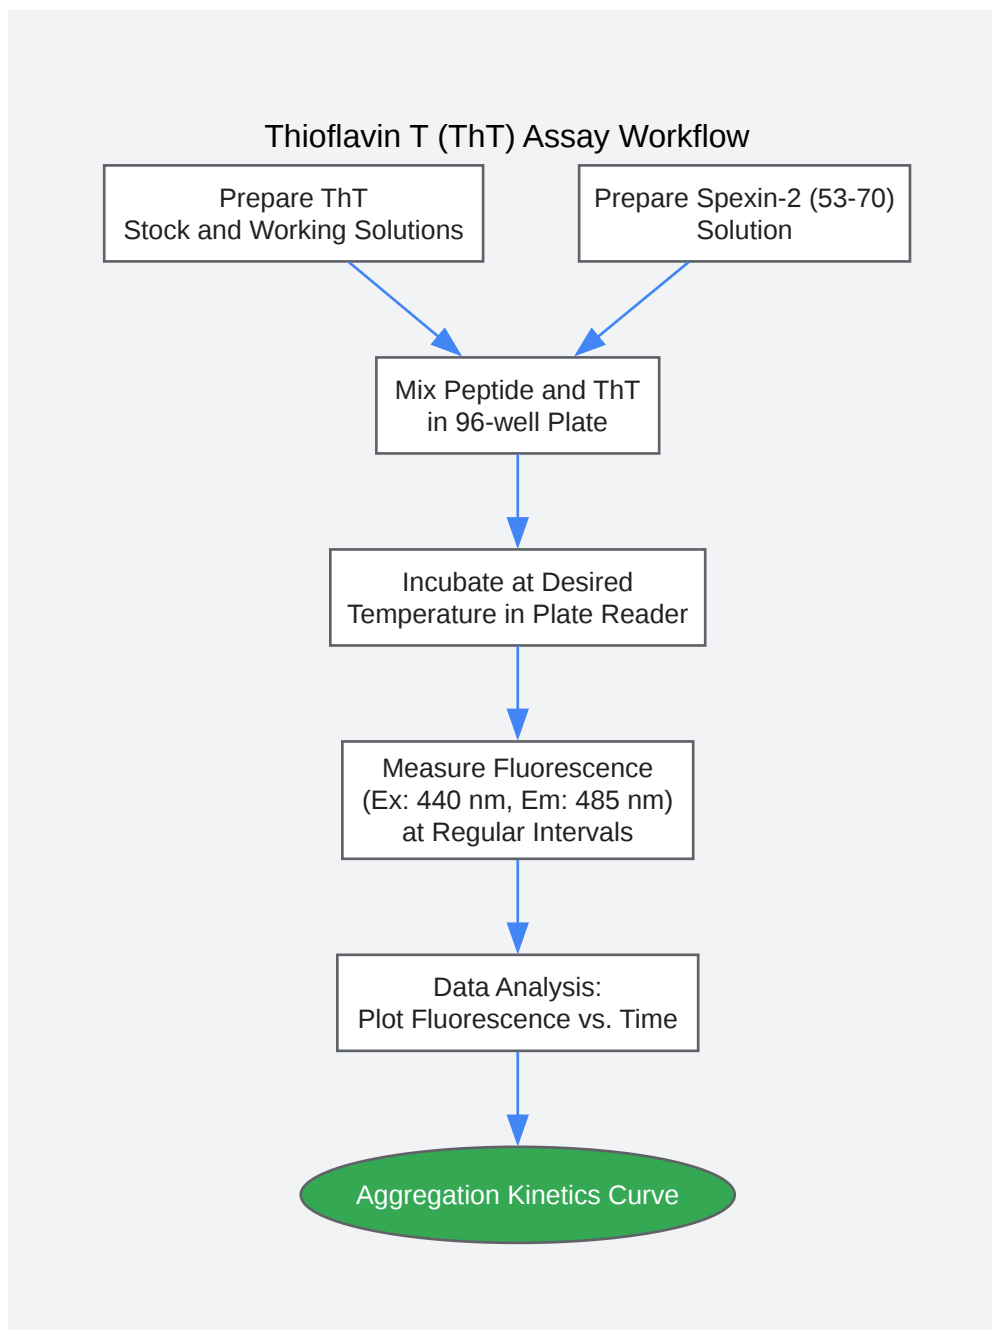 Thioflavin T (ThT) Assay Workflow
Prepare ThT
Stock and Working Solutions
Prepare Spexin-2 (53-70)
Solution
Mix Peptide and ThT
in 96-well Plate
Incubate at Desired
Temperature in Plate Reader
Measure Fluorescence
(Ex: 440 nm, Em: 485 nm)
at Regular Intervals
Data Analysis:
Plot Fluorescence vs. Time
Aggregation Kinetics Curve